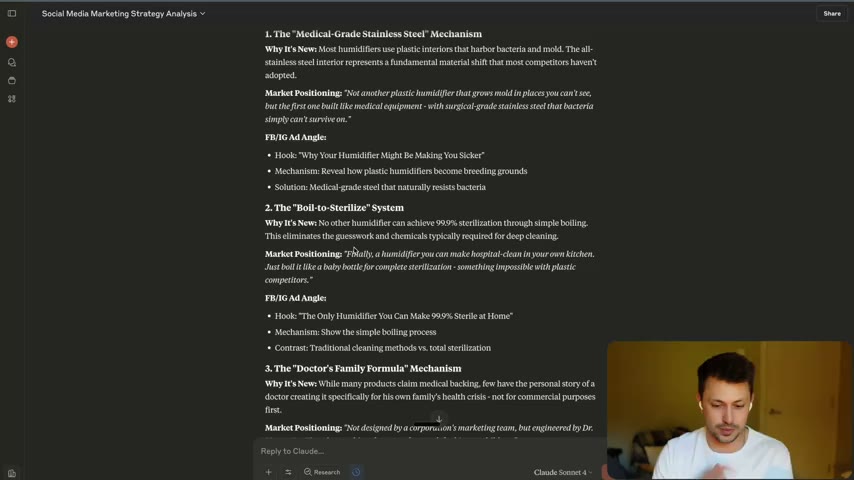 Social Media Marketing Strategy Analysis
Share
1. The "Medical-Grade Stainless Steel" Mechanism
Why It's New: Most humidifiers use plastic interiors that harbor bacteria and mold. The all-
stainless steel interior represents a fundamental material shift that most competitors haven't
adopted.
Market Positioning: "Not another plastic humidifier that grows mold in places you can't see,
but the first one built like medical equipment - with surgical-grade stainless steel that bacteria
simply can't survive on."
FB/IG Ad Angle:
• Hook: "Why Your Humidifier Might Be Making You Sicker"
• Mechanism: Reveal how plastic humidifiers become breeding grounds
• Solution: Medical-grade steel that naturally resists bacteria
2. The "Boil-to-Sterilize" System
Why It's New: No other humidifier can achieve 99.9% sterilization through simple boiling.
This eliminates the guesswork and chemicals typically required for deep cleaning.
Market Positioning: "Finally, a humidifier you can make hospital-clean in your own kitchen.
Just boil it like a baby bottle for complete sterilization - something impossible with plastic
competitors."
FB/IG Ad Angle:
• Hook: "The Only Humidifier You Can Make 99.9% Sterile at Home"
• Mechanism: Show the simple boiling process
• Contrast: Traditional cleaning methods vs. total sterilization
3. The "Doctor's Family Formula" Mechanism
Why It's New: While many products claim medical backing, few have the personal story of a
doctor creating it specifically for his own family's health crisis - not for commercial purposes
first.
Market Positioning: "Not designed by a corporation's marketing team, but engineered by Dr.
Reply to Claude...
Research
Claude Sonnet 4